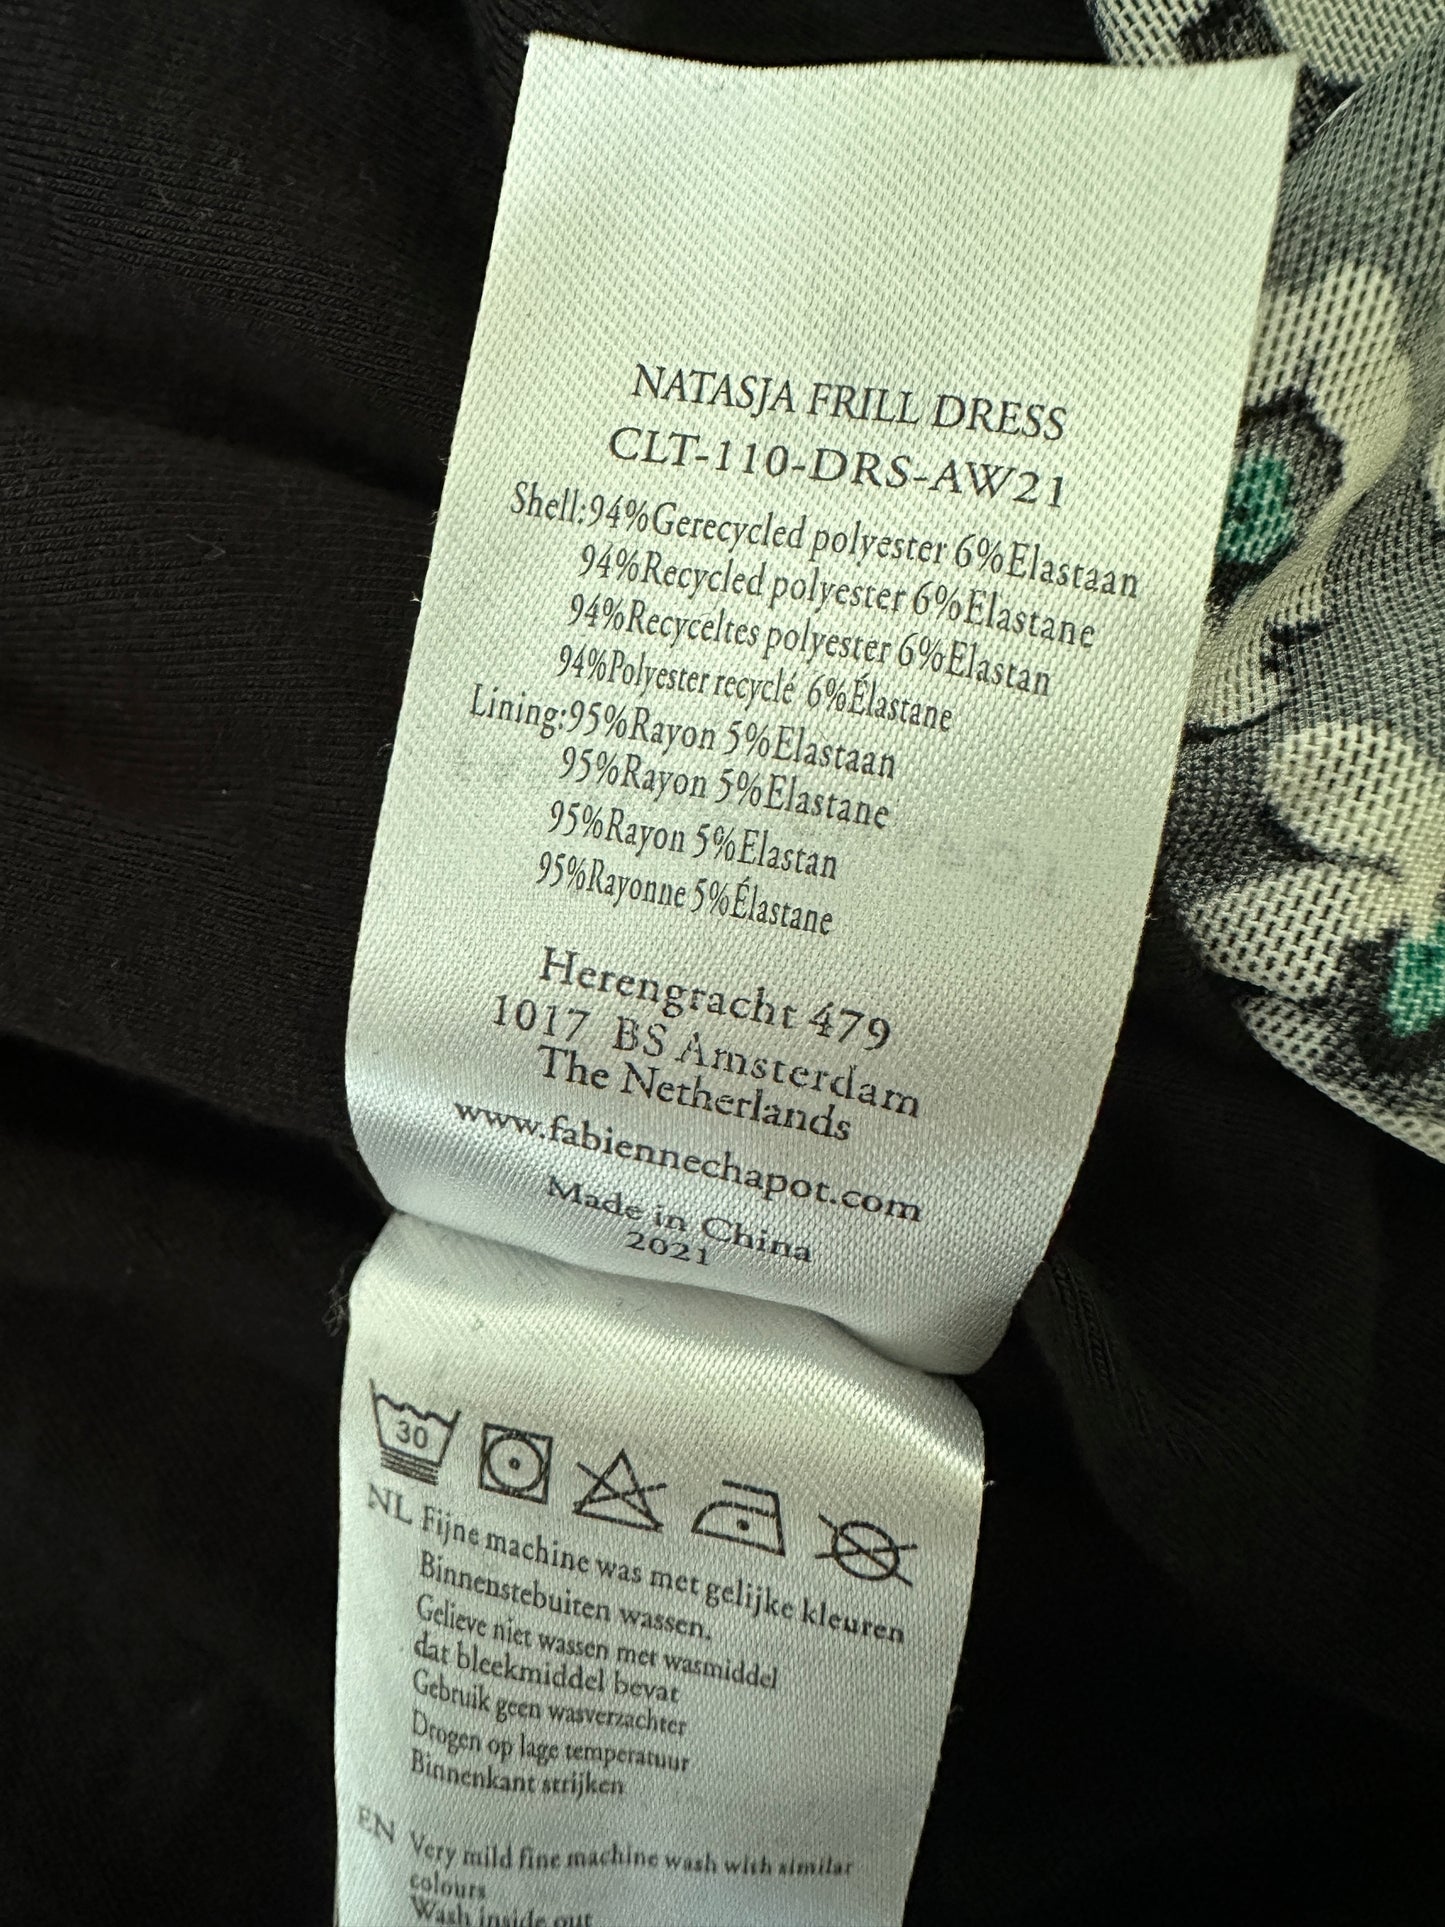 NATASJA FRILL DRESS
CLT-110-DRS-AW21
Shell:94%Gerecycled polyester 6%Elastaan
94%Recycled polyester 6%Elastane
94%Recyceltes polyester 6%Elastan
94%Polyester recyclé 6%Élastane
Lining:95%Rayon 5%Elastaan
95%Rayon 5%Elastane
95%Rayon 5%Elastan
95%Rayonne 5%Élastane
Herengracht 479
1017 BS Amsterdam
The Netherlands
www.fabiennechapot.com
Made in China
2021
30
NL Fijne machine was met gelijke kleuren
Binnenstebuiten wassen.
Gelieve niet wassen met wasmiddel
dat bleekmiddel bevat
Gebruik geen wasverzachter
Drogen op lage temperatuur
Binnenkant strijken
EN Very mild fine machine wash with similar
colours
Wash inside out